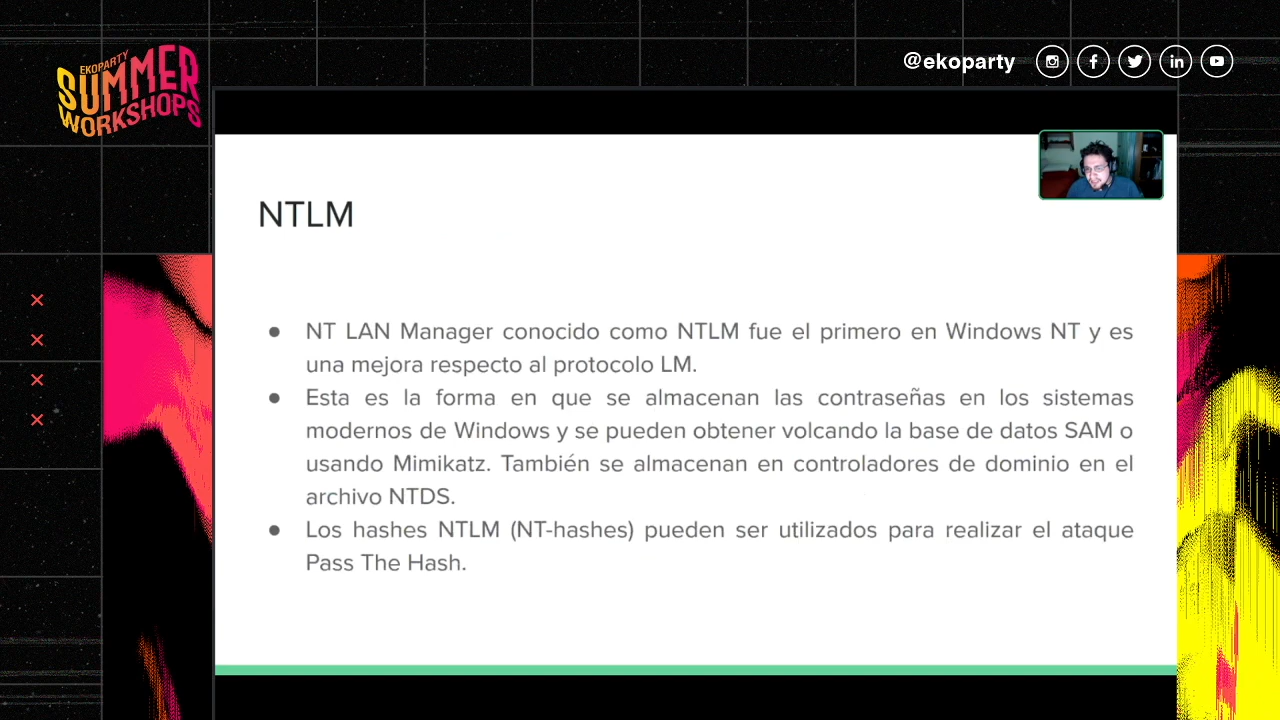 EKOPARTY
SUMMER
WORKSHOPS
@ekoparty
NTLM
● NT LAN Manager conocido como NTLM fue el primero en Windows NT y es
una mejora respecto al protocolo LM.
● Esta es la forma en que se almacenan las contraseñas en los sistemas
modernos de Windows y se pueden obtener volcando la base de datos SAM o
usando Mimikatz. También se almacenan en controladores de dominio en el
archivo NTDS.
● Los hashes NTLM (NT-hashes) pueden ser utilizados para realizar el ataque
Pass The Hash.